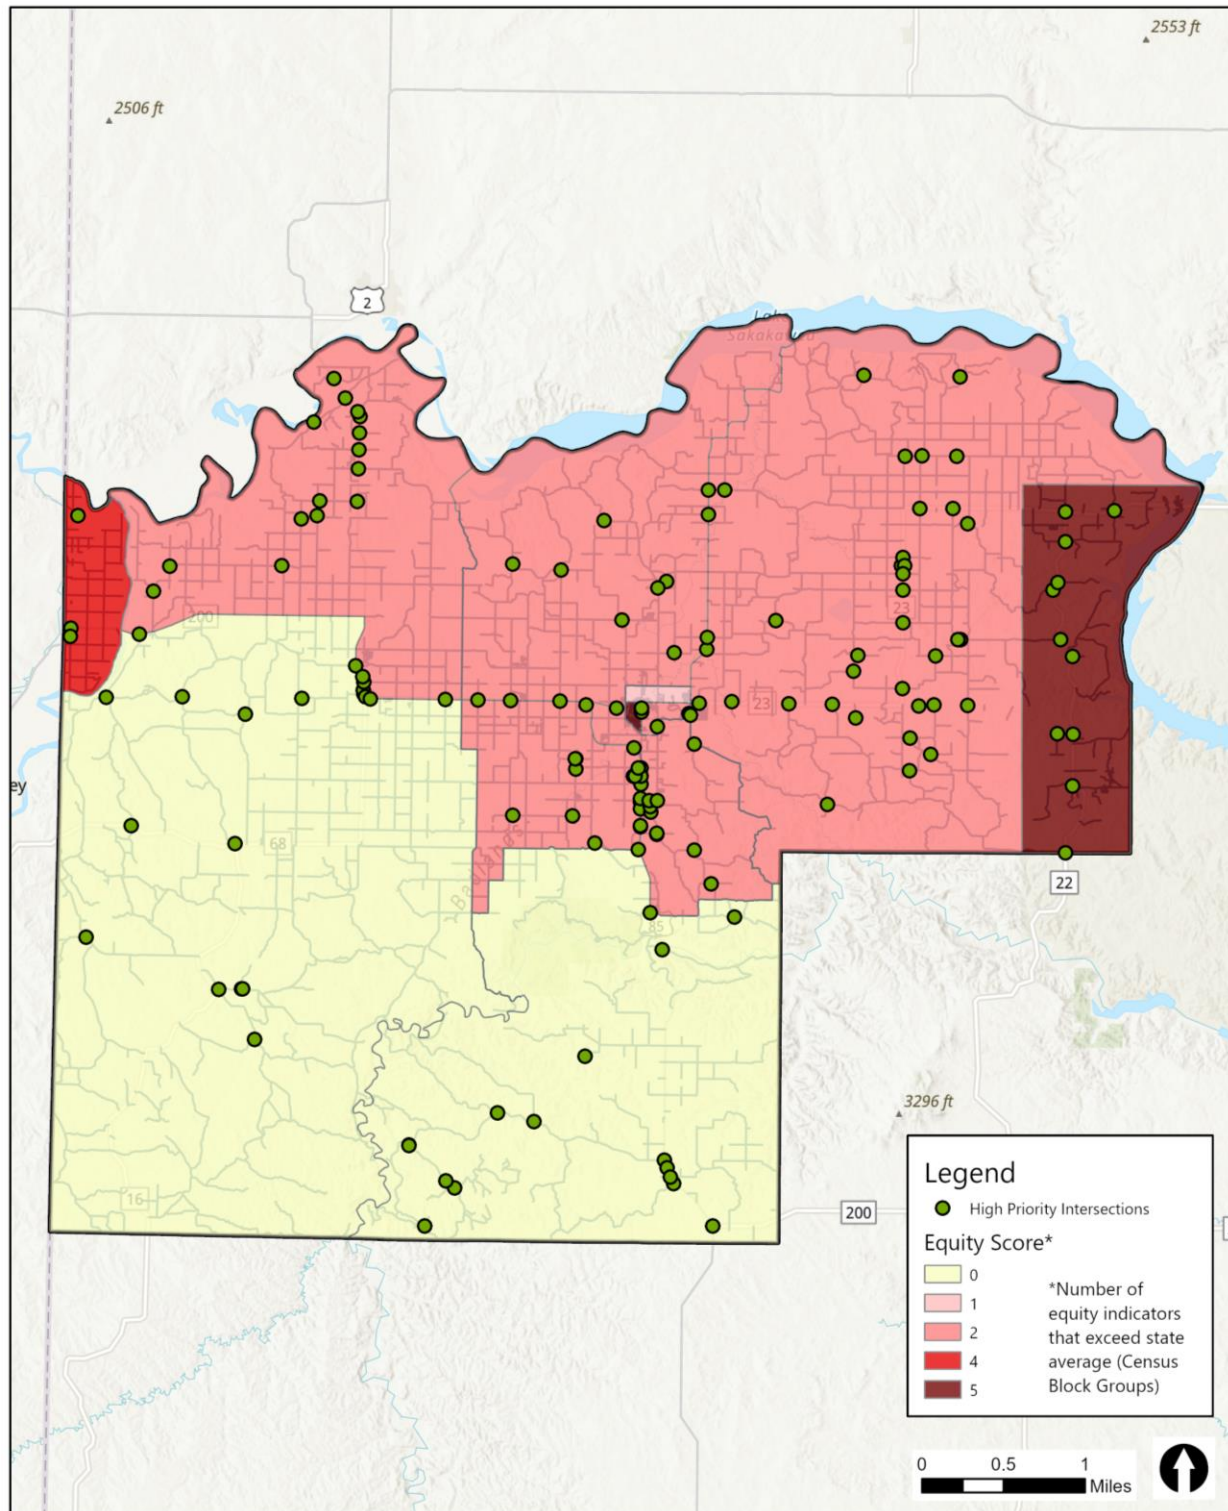 2553 ft
2506 ft
2
Lake
Sakakawea
200
23
23
ey
68
Badlands
22
85
3296 ft
16
200
Legend
High Priority Intersections
Equity Score*
0
1
2
4
5
*Number of
equity indicators
that exceed state
average (Census
Block Groups)
0
0.5
1
Miles